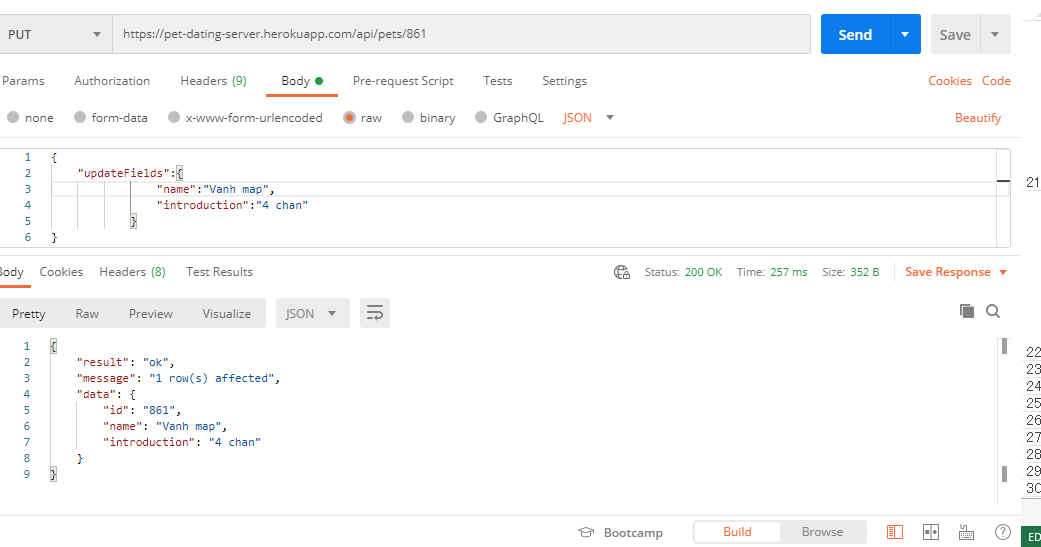 PUT https://pet-dating-server.herokuapp.com/api/pets/861 Send Save
Params Authorization Headers (9) Body Pre-request Script Tests Settings Cookies Code
none form-data x-www-form-urlencoded raw binary GraphQL JSON Beautify
1 {
2 "updateFields":{
3 "name":"Vanh map",
4 "introduction":"4 chan"
5 }
6 }
21
Body Cookies Headers (8) Test Results Status: 200 OK Time: 257 ms Size: 352 B Save Response
Pretty Raw Preview Visualize JSON
1 {
2 "result": "ok",
3 "message": "1 row(s) affected",
4 "data": {
5 "id": "861",
6 "name": "Vanh map",
7 "introduction": "4 chan"
8 }
9 }
22
23
24
25
26
27
28
29
30
Bootcamp Build Browse
ED